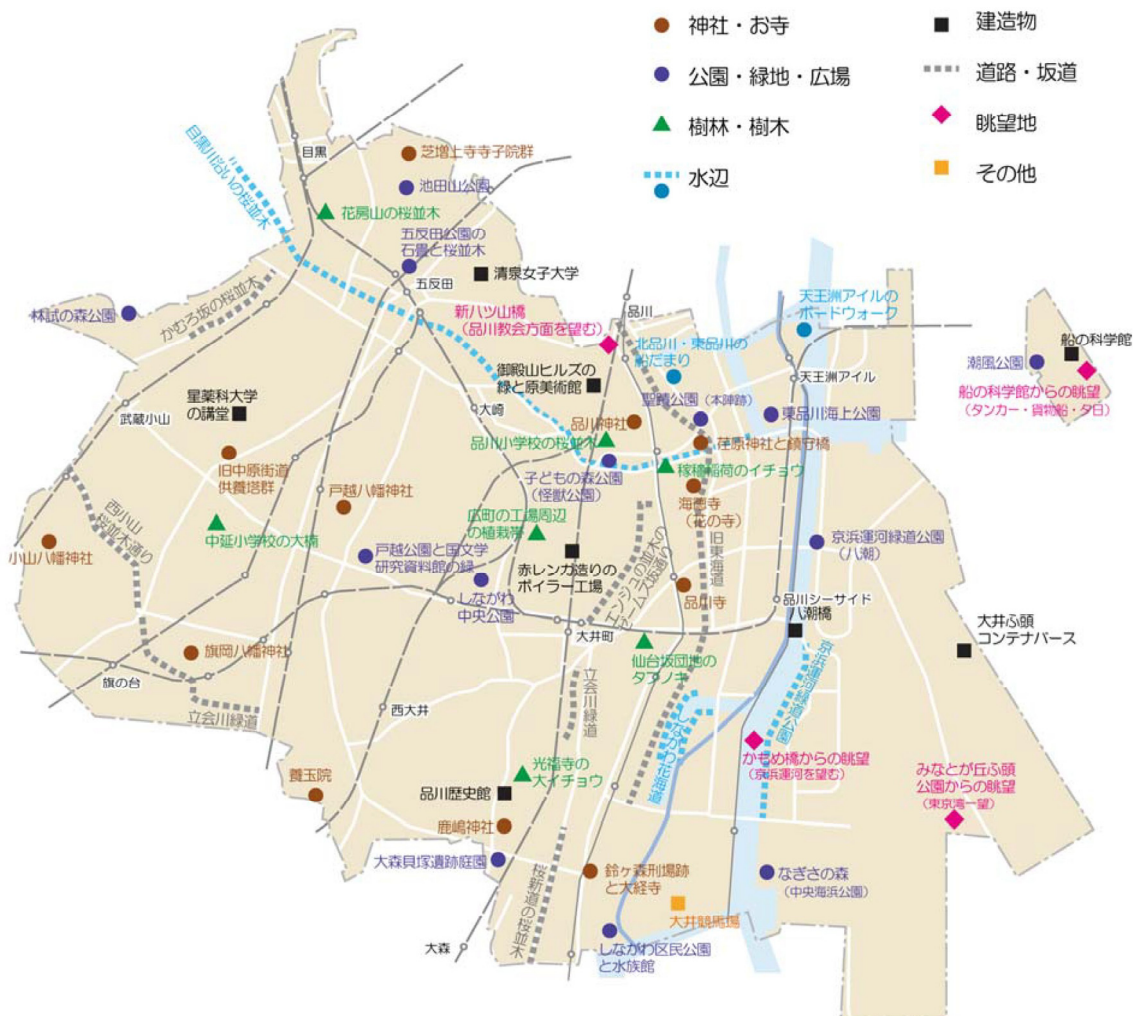 神社・お寺
公園・緑地・広場
樹林・樹木
水辺
建造物
道路・坂道
眺望地
その他
目黒
目黒川沿いの桜並木
芝増上寺寺子院群
池田山公園
花房山の桜並木
五反田公園の
石畳と桜並木
五反田
清泉女子大学
林試の森公園
かむろ坂の桜並木
新八ツ山橋
(品川教会方面を望む)
品川
北品川・東品川の
船だまり
天王洲アイルの
ボードウォーク
天王洲アイル
船の科学館
潮風公園
船の科学館からの眺望
(タンカー・貨物船・夕日)
御殿山ヒルズの
緑と原美術館
聖蹟公園(本陣跡)
東品川海上公園
武蔵小山
星薬科大学
の講堂
大崎
品川神社
品川小学校の桜並木
荏原神社と鎮守橋
子どもの森公園
(怪獣公園)
稼穡稲荷のイチョウ
旧中原街道
供養塔群
戸越八幡神社
広町の工場周辺
の植栽帯
海徳寺
(花の寺)
西小山
桜並木通り
小山八幡神社
中延小学校の大楠
戸越公園と国文学
研究資料館の緑
赤レンガ造りの
ボイラー工場
エンジュの並木の
ゼームス坂通り
旧東海道
京浜運河緑道公園
(八潮)
しながわ
中央公園
品川寺
品川シーサイド
八潮橋
大井町
大井ふ頭
コンテナバース
旗岡八幡神社
旗の台
立会川緑道
西大井
立会川緑道
仙台坂団地の
タブノキ
京浜運河緑道公園
しながわ花海道
かもめ橋からの眺望
(京浜運河を望む)
みなとが丘ふ頭
公園からの眺望
(東京湾一望)
養玉院
光福寺の
大イチョウ
品川歴史館
鹿嶋神社
大森貝塚遺跡庭園
桜新道の桜並木
鈴ヶ森刑場跡
と大経寺
なぎさの森
(中央海浜公園)
大井競馬場
大森
しながわ区民公園
と水族館